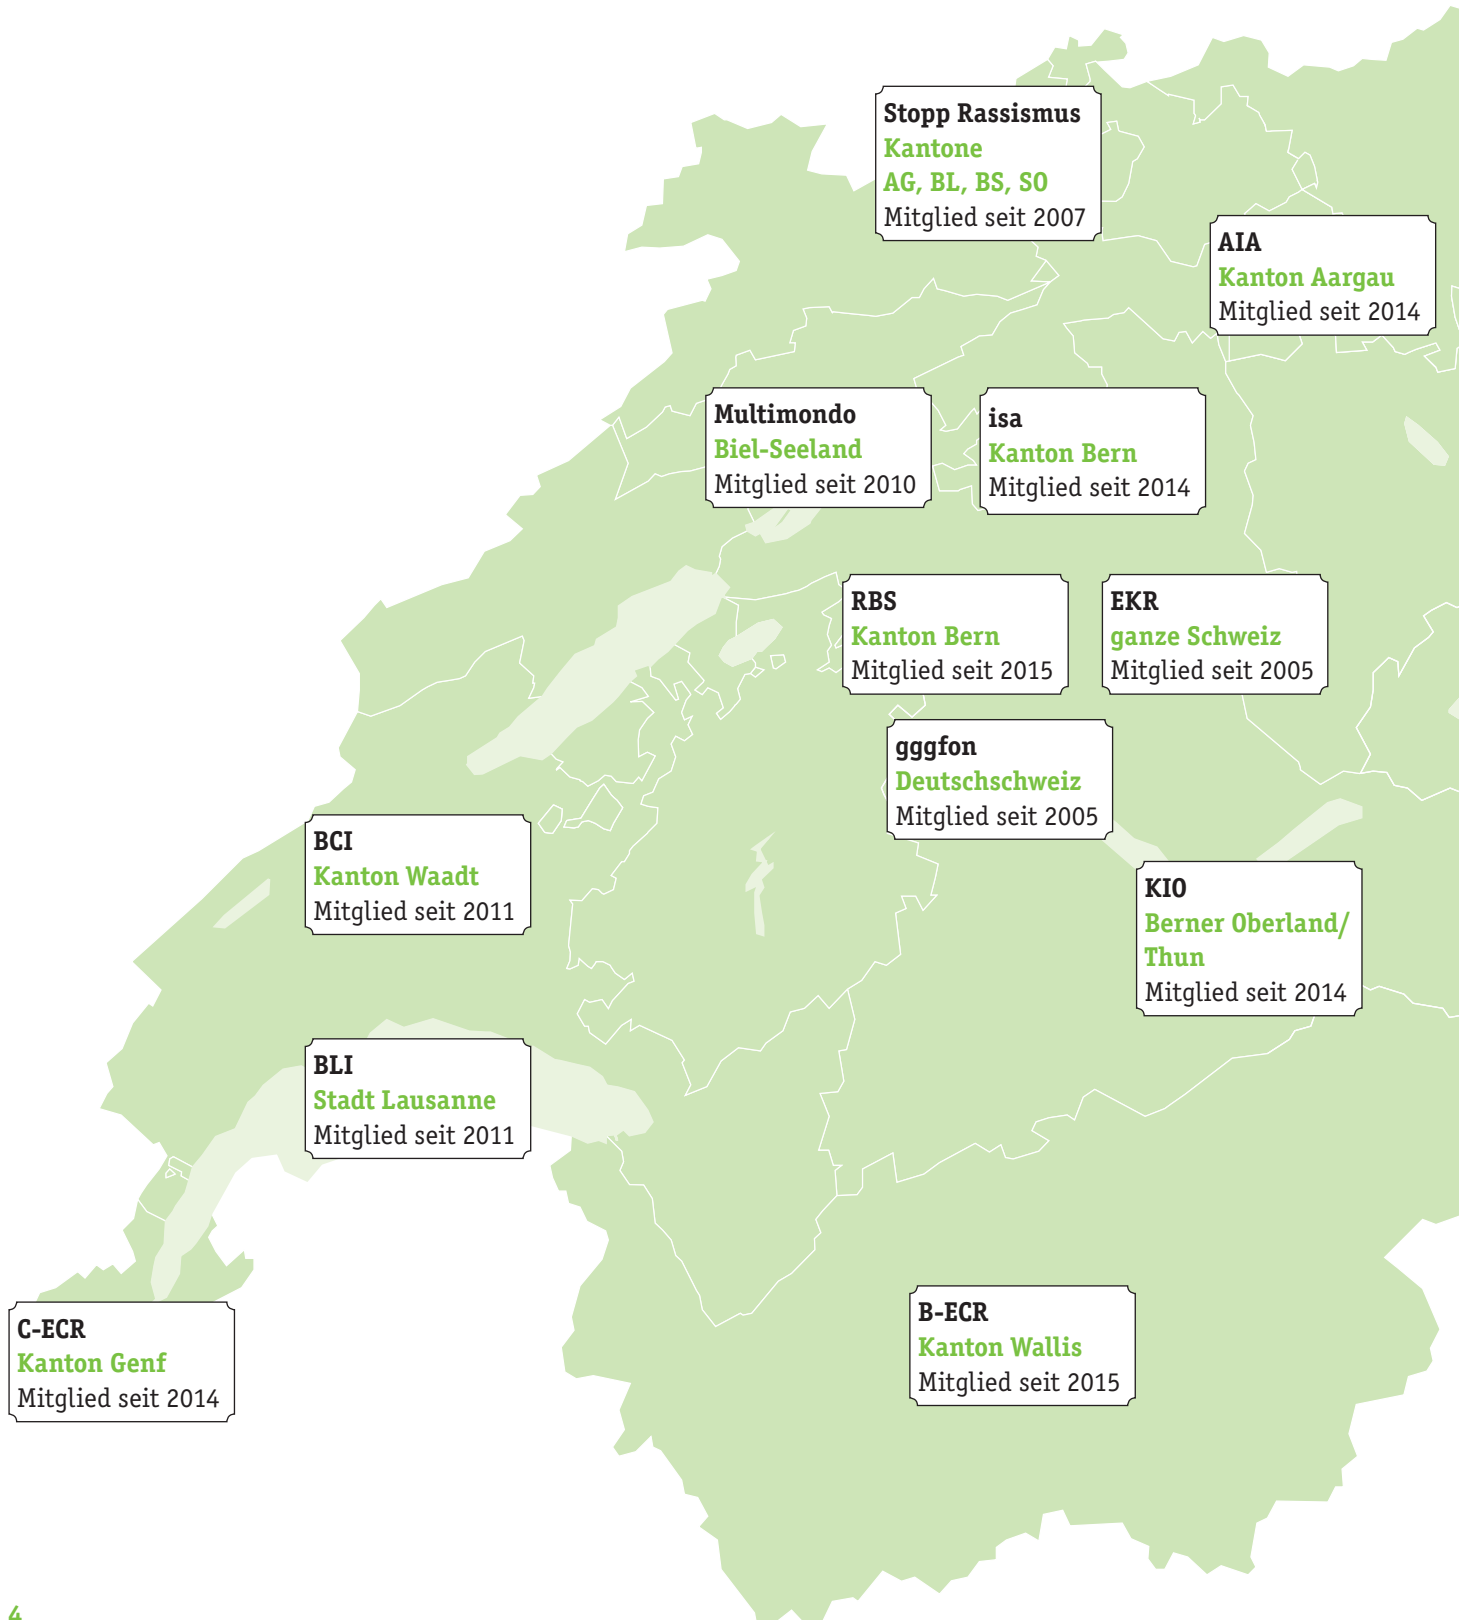 Stopp Rassismus
Kantone
AG, BL, BS, SO
Mitglied seit 2007
AIA
Kanton Aargau
Mitglied seit 2014
Multimondo
Biel-Seeland
Mitglied seit 2010
isa
Kanton Bern
Mitglied seit 2014
RBS
Kanton Bern
Mitglied seit 2015
EKR
ganze Schweiz
Mitglied seit 2005
gggfon
Deutschschweiz
Mitglied seit 2005
BCI
Kanton Waadt
Mitglied seit 2011
KIO
Berner Oberland/
Thun
Mitglied seit 2014
BLI
Stadt Lausanne
Mitglied seit 2011
C-ECR
Kanton Genf
Mitglied seit 2014
B-ECR
Kanton Wallis
Mitglied seit 2015
4